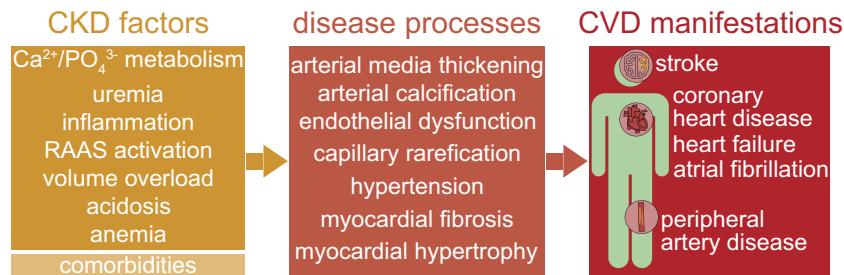 CKD factors
Ca²⁺/PO₄³⁻ metabolism
uremia
inflammation
RAAS activation
volume overload
acidosis
anemia
comorbidities
disease processes
arterial media thickening
arterial calcification
endothelial dysfunction
capillary rarefication
hypertension
myocardial fibrosis
myocardial hypertrophy
CVD manifestations
stroke
coronary
heart disease
heart failure
atrial fibrillation
peripheral
artery disease